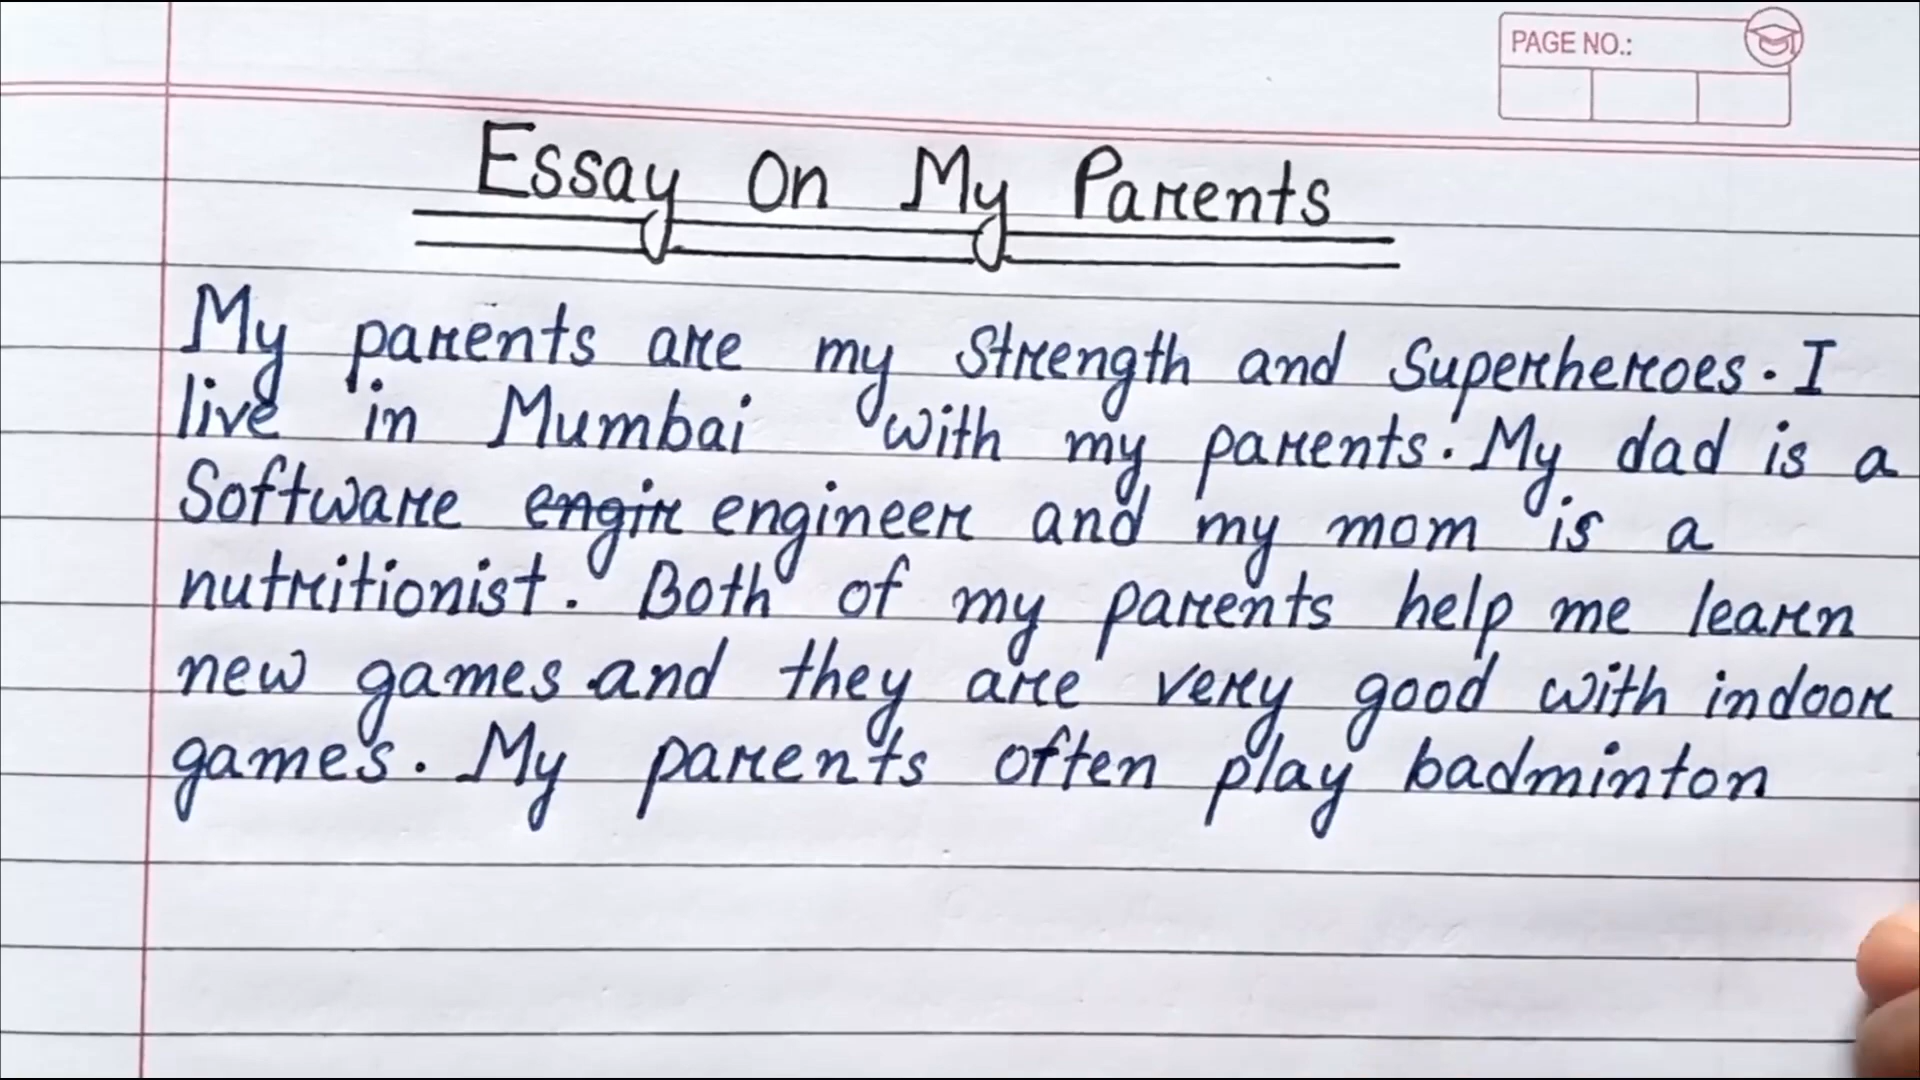 PAGE NO.:
Essay On My Parents
My parents are my Strength and Superheroes. I
live in Mumbai with my parents. My dad is a
Software engin engineer and my mom is a
nutritionist. Both of my parents help me learn
new games and they are very good with indoor
games. My parents often play badminton